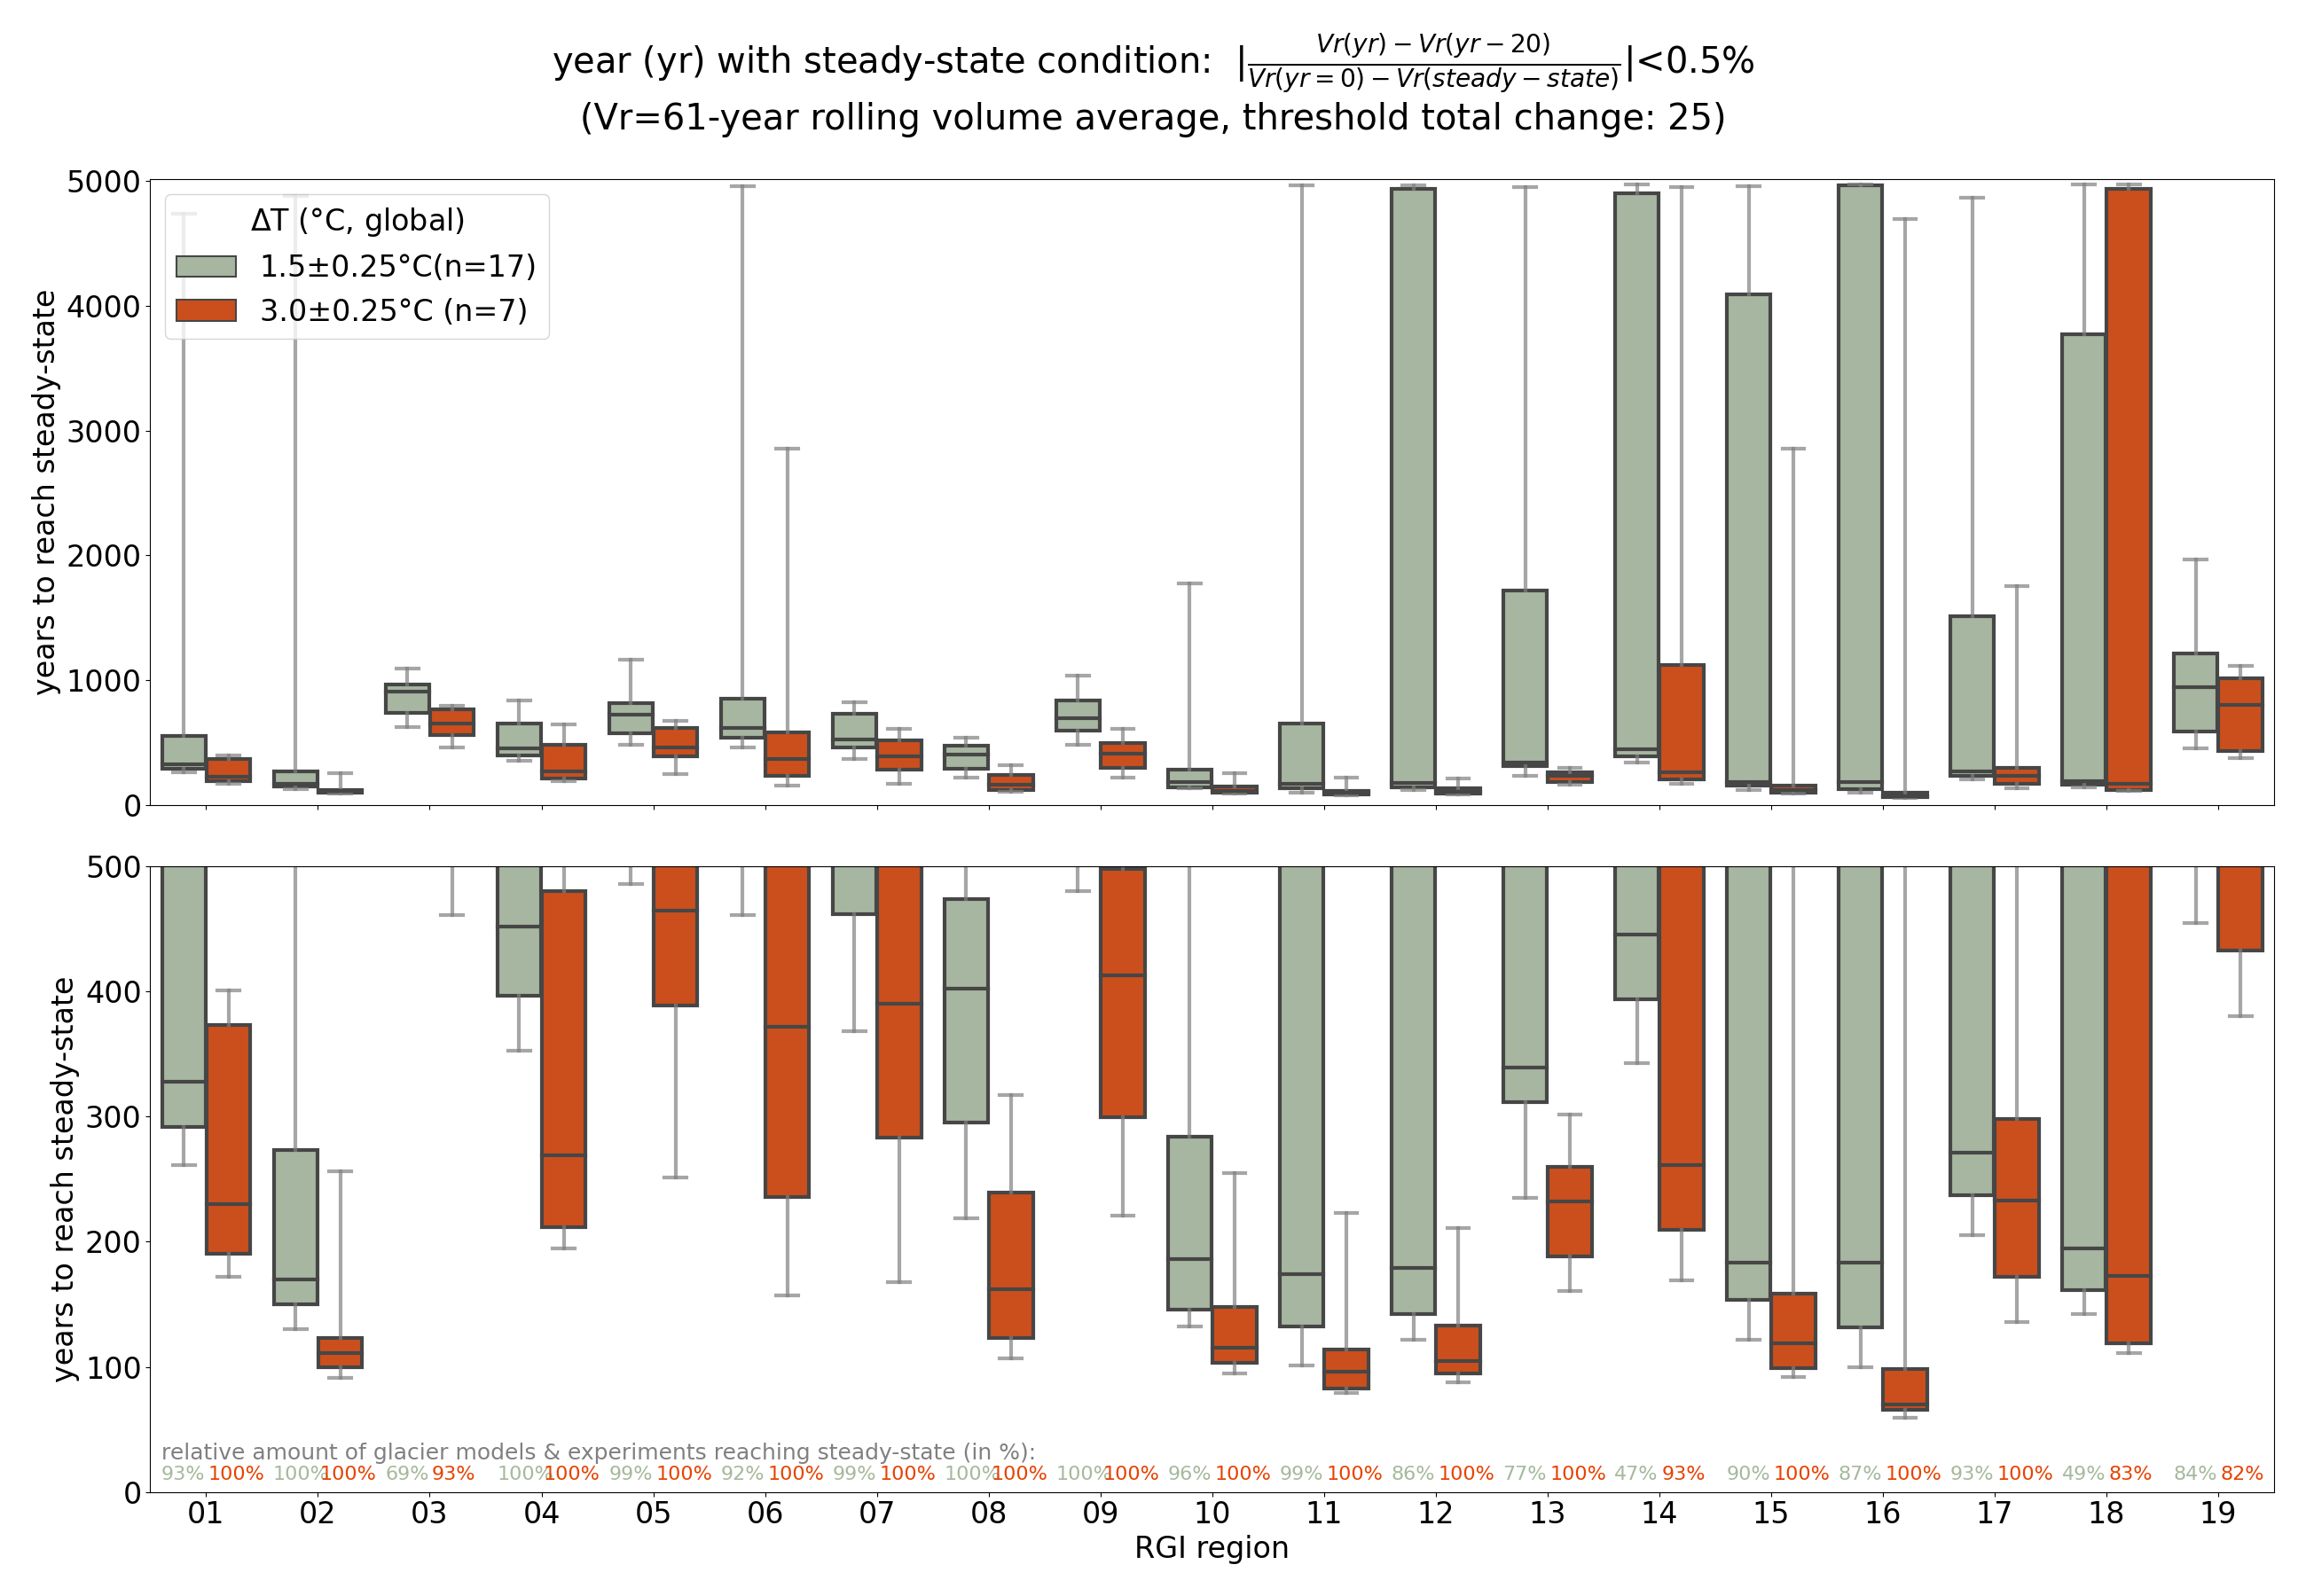 year (yr) with steady-state condition: |Vr(yr) − Vr(yr − 20) / Vr(yr = 0) − Vr(steady − state)|<0.5%
(Vr=61-year rolling volume average, threshold total change: 25)
years to reach steady-state
5000
4000
3000
2000
1000
0
ΔT (°C, global)
1.5±0.25°C(n=17)
3.0±0.25°C (n=7)
years to reach steady-state
500
400
300
200
100
0
relative amount of glacier models & experiments reaching steady-state (in %):
93% 100% 100% 100% 69% 93% 100% 100% 99% 100% 92% 100% 99% 100% 100% 100% 100% 100% 96% 100% 99% 100% 86% 100% 77% 100% 47% 93% 90% 100% 87% 100% 93% 100% 49% 83% 84% 82%
01 02 03 04 05 06 07 08 09 10 11 12 13 14 15 16 17 18 19
RGI region